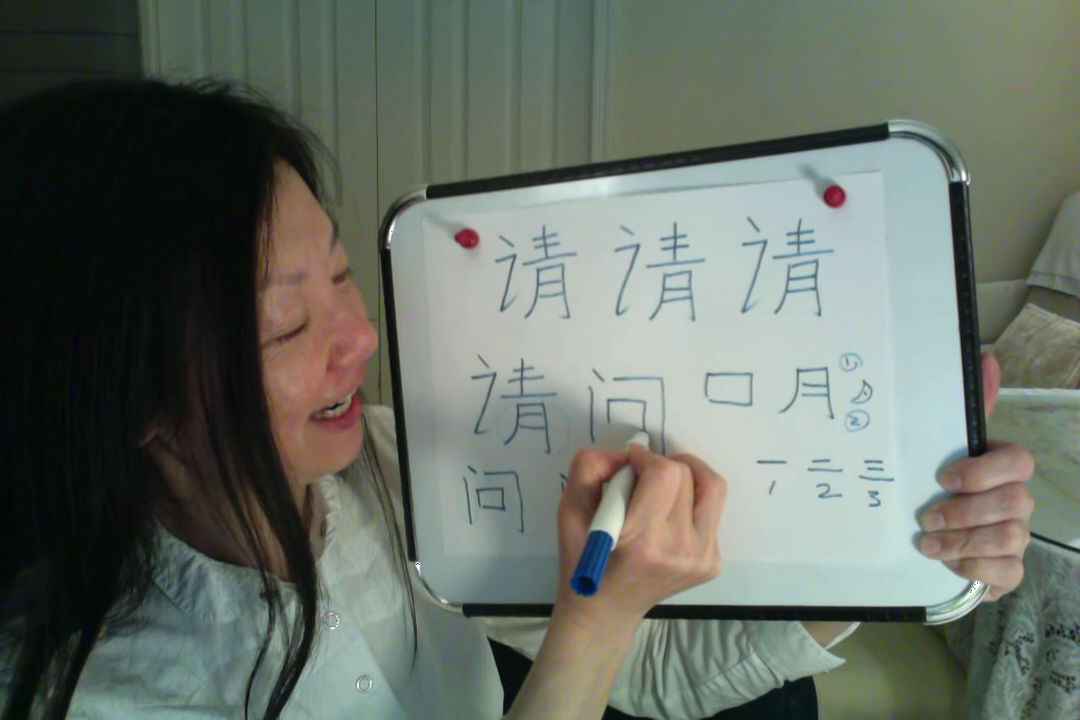 请 请 请
请 问 口 月 ① ②
问 一 二 三
1 2 3